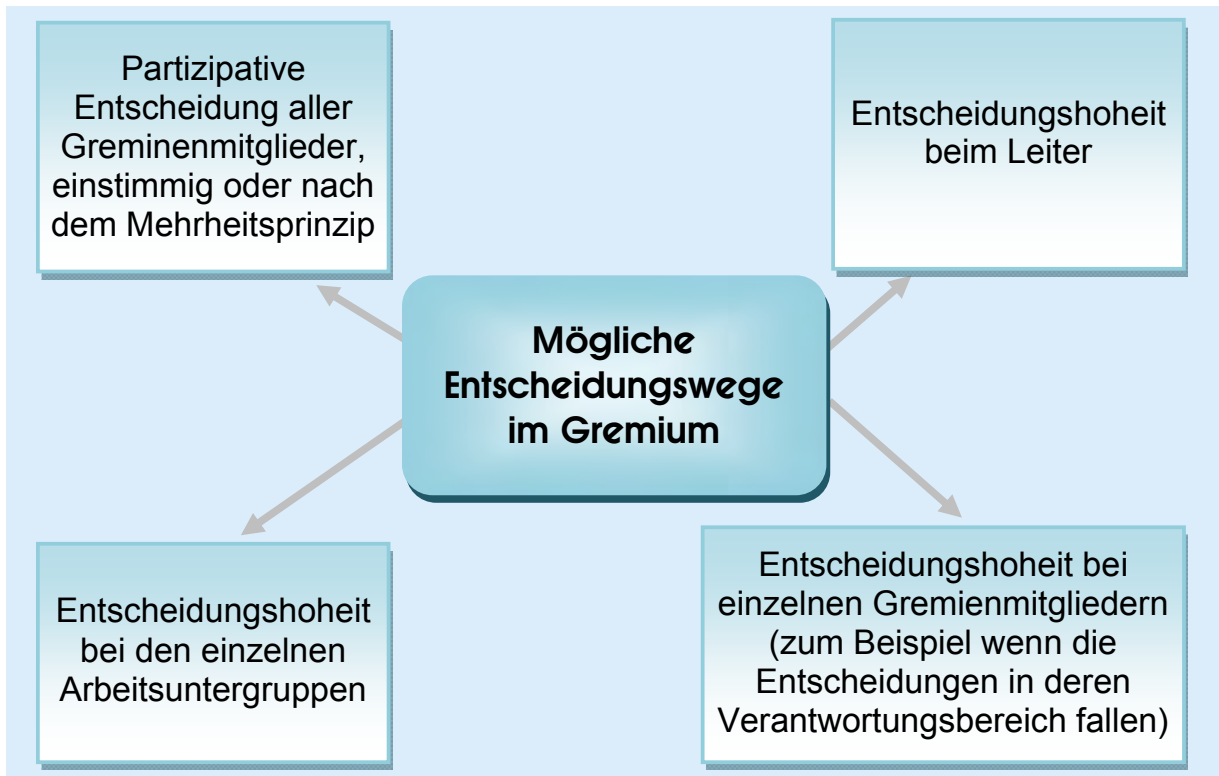 Partizipative
Entscheidung aller
Greminenmitglieder,
einstimmig oder nach
dem Mehrheitsprinzip
Entscheidungshoheit
beim Leiter
Mögliche
Entscheidungswege
im Gremium
Entscheidungshoheit
bei den einzelnen
Arbeitsuntergruppen
Entscheidungshoheit bei
einzelnen Gremienmitgliedern
(zum Beispiel wenn die
Entscheidungen in deren
Verantwortungsbereich fallen)